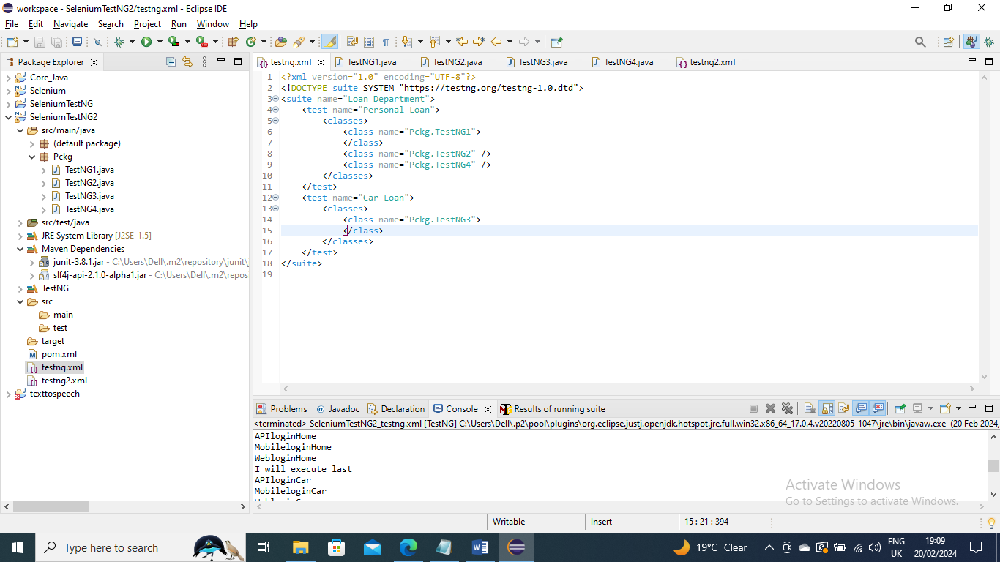 workspace - SeleniumTestNG2/testng.xml - Eclipse IDE
File Edit Navigate Search Project Run Window Help
Package Explorer
testng.xml TestNG1.java TestNG2.java TestNG3.java TestNG4.java testng2.xml
Core_Java
Selenium
SeleniumTestNG
SeleniumTestNG2
src/main/java
(default package)
Pckg
TestNG1.java
TestNG2.java
TestNG3.java
TestNG4.java
src/test/java
JRE System Library [J2SE-1.5]
Maven Dependencies
junit-3.8.1.jar - C:\Users\Dell\.m2\repository\junit\
slf4j-api-2.1.0-alpha1.jar - C:\Users\Dell\.m2\repos
TestNG
src
main
test
target
pom.xml
testng.xml
testng2.xml
texttospeech
1 <?xml version="1.0" encoding="UTF-8"?>
2 <!DOCTYPE suite SYSTEM "https://testng.org/testng-1.0.dtd">
3 <suite name="Loan Department">
4 <test name="Personal Loan">
5 <classes>
6 <class name="Pckg.TestNG1">
7 </class>
8 <class name="Pckg.TestNG2" />
9 <class name="Pckg.TestNG4" />
10 </classes>
11 </test>
12 <test name="Car Loan">
13 <classes>
14 <class name="Pckg.TestNG3">
15 </class>
16 </classes>
17 </test>
18 </suite>
19
Problems Javadoc Declaration Console Results of running suite
<terminated> SeleniumTestNG2_testng.xml [TestNG] C:\Users\Dell\.p2\pool\plugins\org.eclipse.justj.openjdk.hotspot.jre.full.win32.x86_64_17.0.4.v20220805-1047\jre\bin\javaw.exe (20 Feb 2024,
APIloginHome
MobileloginHome
WebloginHome
I will execute last
APIloginCar
MobileloginCar
Activate Windows
Go to Settings to activate Windows.
Writable Insert 15 : 21 : 394
Type here to search
19°C Clear
ENG
UK
19:09
20/02/2024